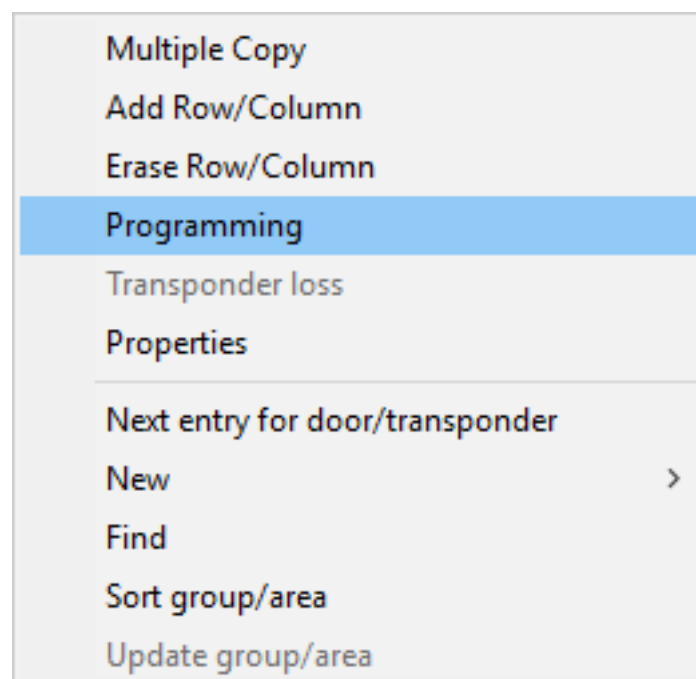 Multiple Copy
Add Row/Column
Erase Row/Column
Programming
Transponder loss
Properties
Next entry for door/transponder
New
Find
Sort group/area
Update group/area